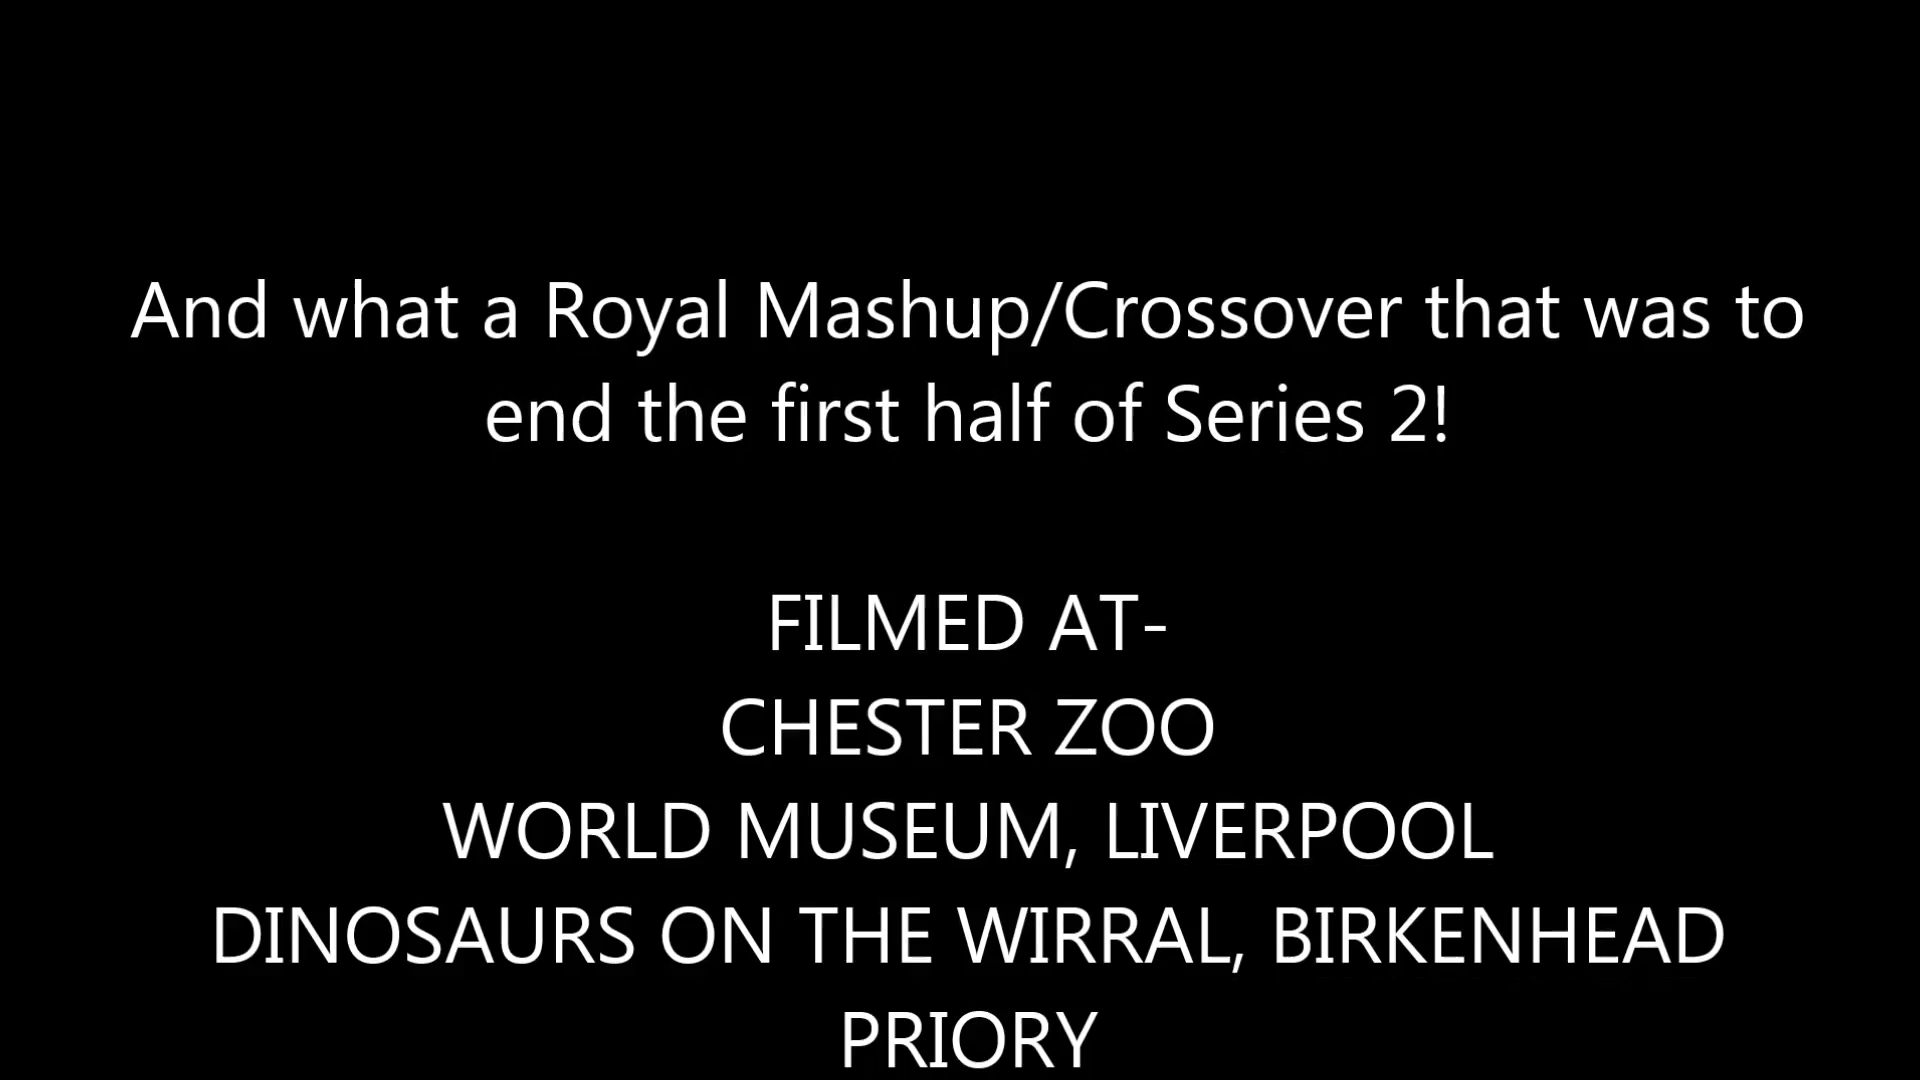 And what a Royal Mashup/Crossover that was to
end the first half of Series 2!
FILMED AT-
CHESTER ZOO
WORLD MUSEUM, LIVERPOOL
DINOSAURS ON THE WIRRAL, BIRKENHEAD
PRIORY